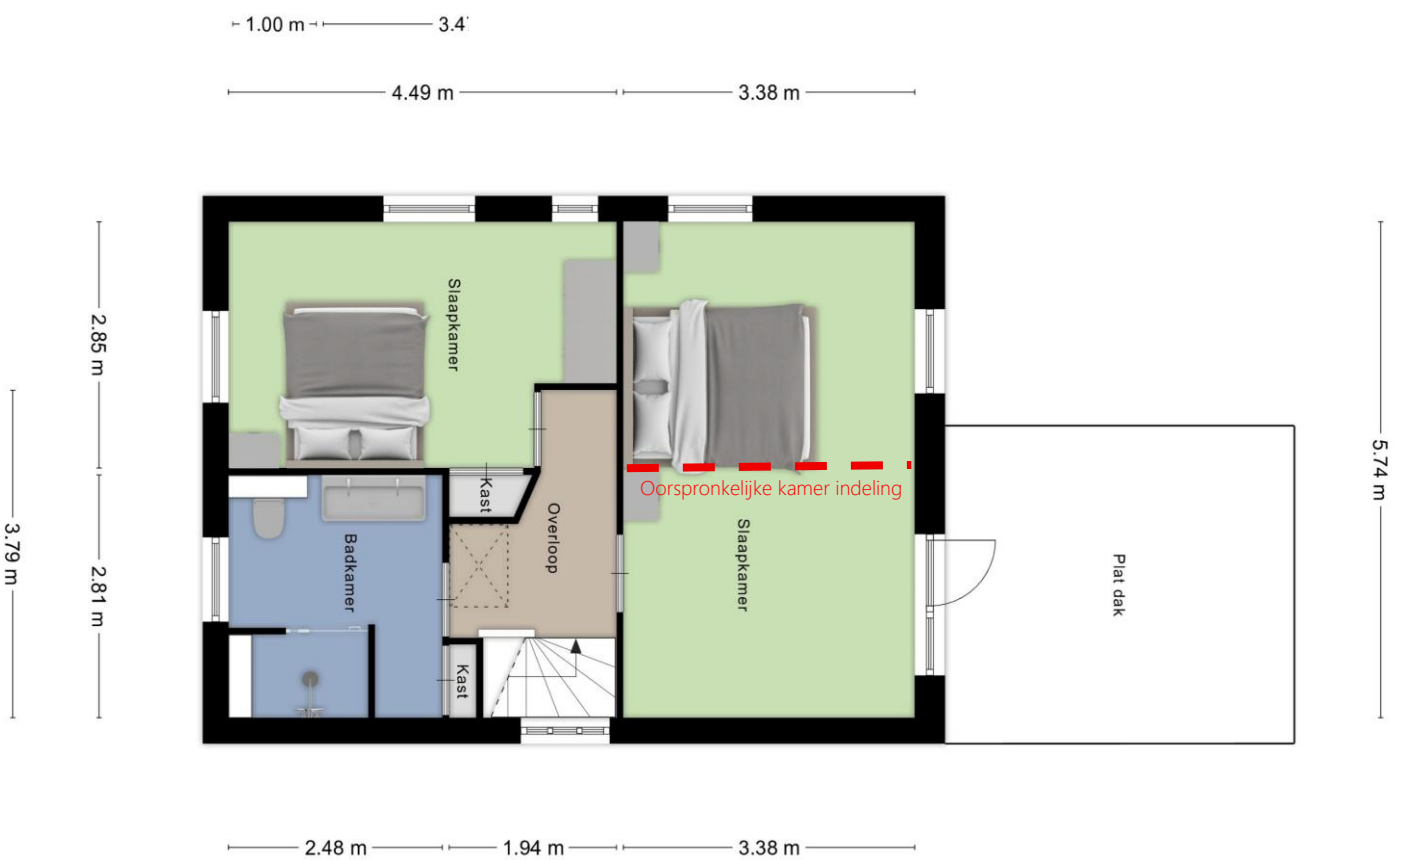 1.00 m
3.4
4.49 m
3.38 m
2.85 m
3.79 m
2.81 m
5.74 m
Slaapkamer
Kast
Oorspronkelijke kamer indeling
Overloop
Badkamer
Slaapkamer
Plat dak
Kast
2.48 m
1.94 m
3.38 m